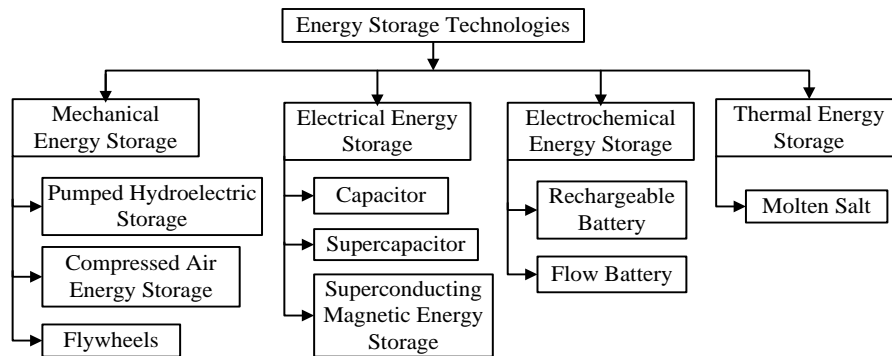 Energy Storage Technologies
Mechanical
Energy Storage
Pumped Hydroelectric
Storage
Compressed Air
Energy Storage
Flywheels
Electrical Energy
Storage
Capacitor
Supercapacitor
Superconducting
Magnetic Energy
Storage
Electrochemical
Energy Storage
Rechargeable
Battery
Flow Battery
Thermal Energy
Storage
Molten Salt